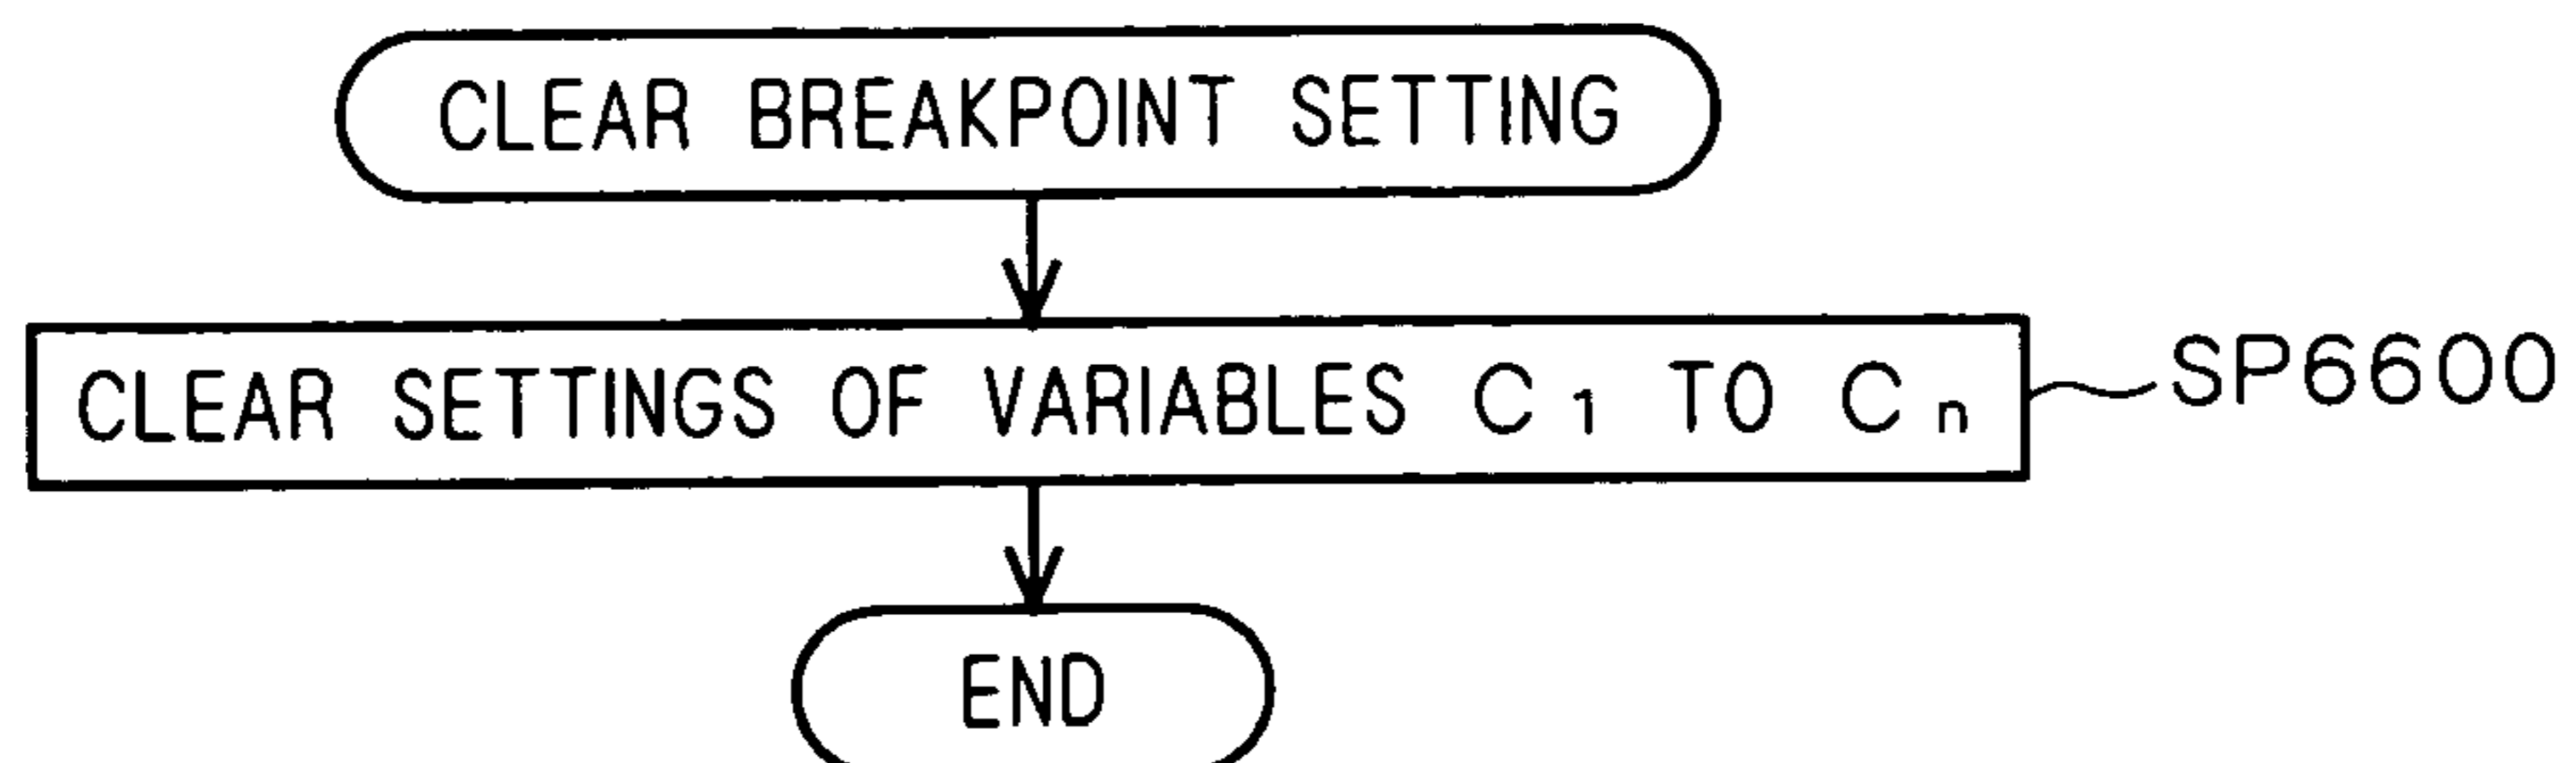 CLEAR BREAKPOINT SETTING
CLEAR SETTINGS OF VARIABLES C₁ TO Cₙ
SP6600
END